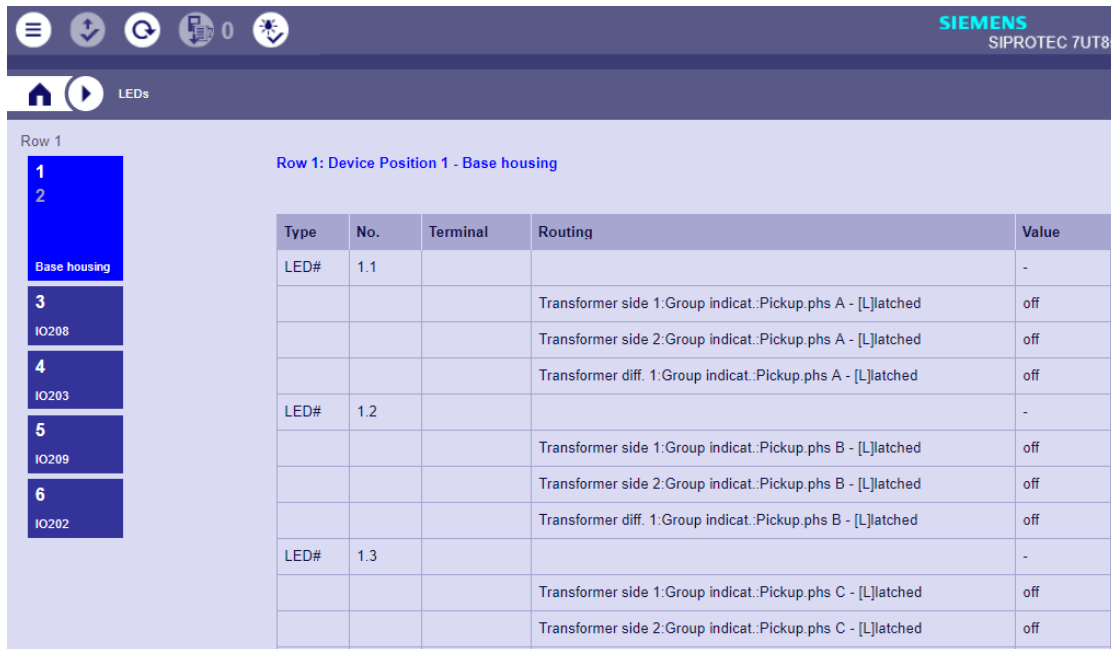 0
SIEMENS
SIPROTEC 7UT8
LEDs
Row 1
1
2
Base housing
3
IO208
4
IO203
5
IO209
6
IO202
Row 1: Device Position 1 - Base housing
Type No. Terminal Routing Value
LED# 1.1 -
Transformer side 1:Group indicat.:Pickup.phs A - [L]latched off
Transformer side 2:Group indicat.:Pickup.phs A - [L]latched off
Transformer diff. 1:Group indicat.:Pickup.phs A - [L]latched off
LED# 1.2 -
Transformer side 1:Group indicat.:Pickup.phs B - [L]latched off
Transformer side 2:Group indicat.:Pickup.phs B - [L]latched off
Transformer diff. 1:Group indicat.:Pickup.phs B - [L]latched off
LED# 1.3 -
Transformer side 1:Group indicat.:Pickup.phs C - [L]latched off
Transformer side 2:Group indicat.:Pickup.phs C - [L]latched off